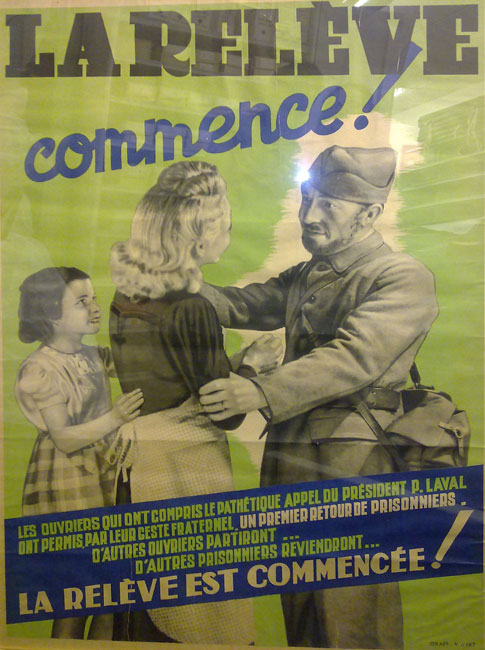 LA RELÈVE
commence!
LES OUVRIERS QUI ONT COMPRIS LE PATHÉTIQUE APPEL DU PRÉSIDENT P. LAVAL
ONT PERMIS PAR LEUR GESTE FRATERNEL, UN PREMIER RETOUR DE PRISONNIERS.
D'AUTRES OUVRIERS PARTIRONT...
D'AUTRES PRISONNIERS REVIENDRONT...
LA RELÈVE EST COMMENCÉE!